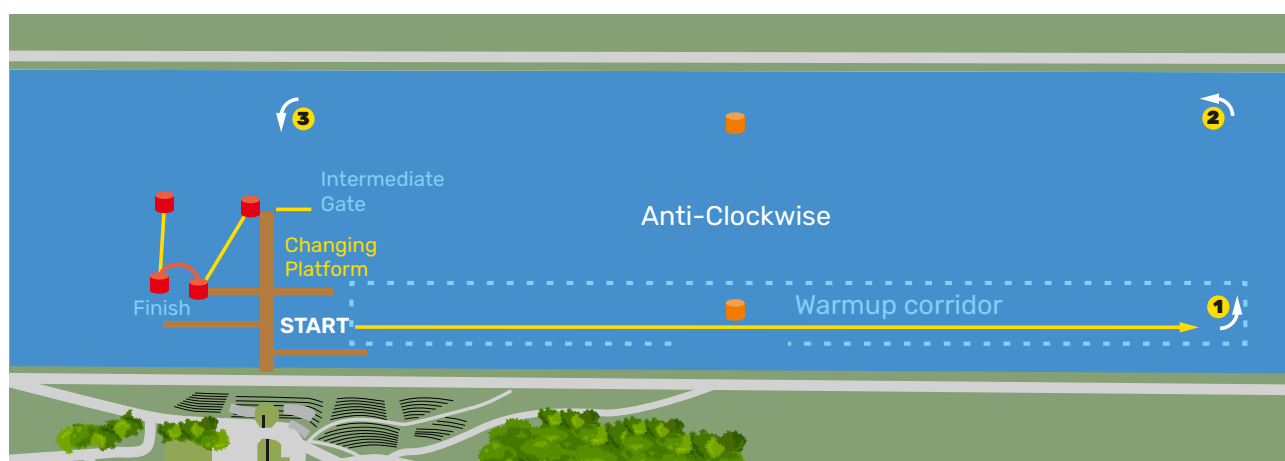 3
2
Intermediate
Gate
Anti-Clockwise
Changing
Platform
Finish
START
Warmup corridor
1